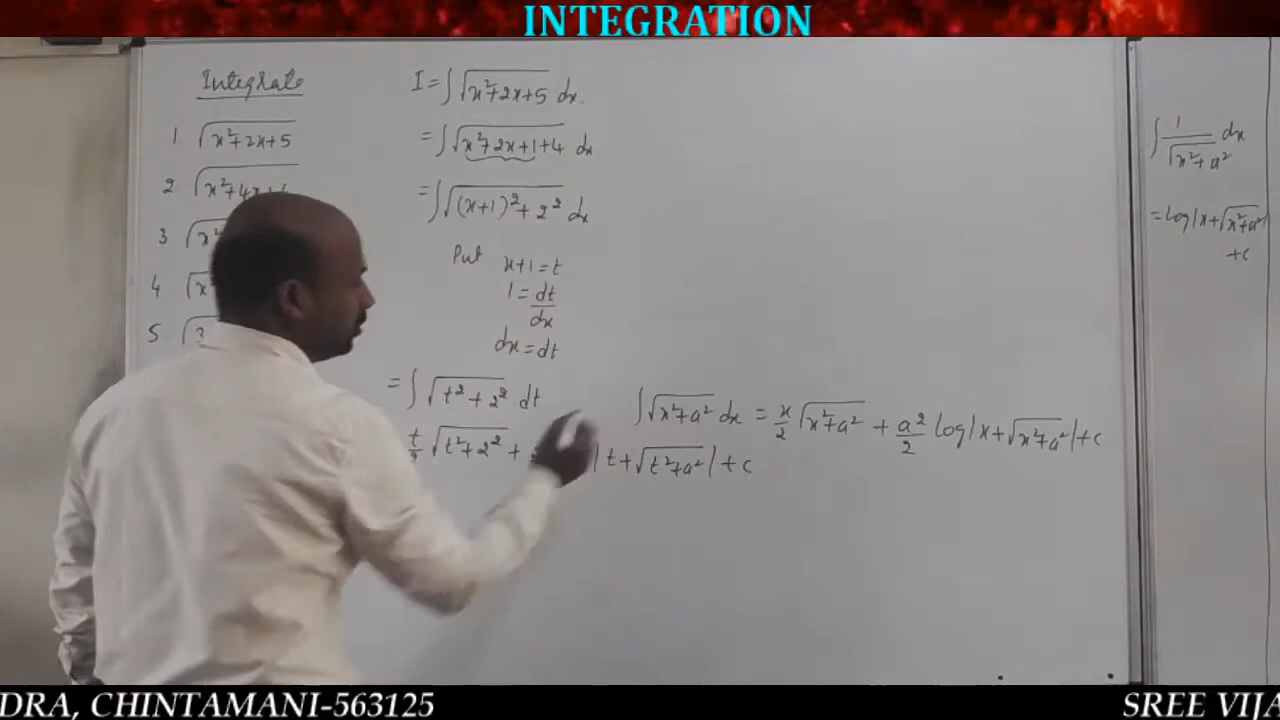 INTEGRATION
Integrate
1 √x²+2x+5
2 √x²+4x+
3 √x²
4 √x
5 √
I = ∫ √x²+2x+5 dx.
= ∫ √x²+2x+1+4 dx
= ∫ √(x+1)²+2² dx
Put x+1=t
1 = dt/dx
dx = dt
= ∫ √t²+2² dt
t/2 √t²+2² + | t+√t²+a² | + c
∫ √x²+a² dx = x/2 √x²+a² + a²/2 log|x+√x²+a²|+c
∫ 1/√x²+a² dx
= log|x+√x²+a²|
+c
DRA, CHINTAMANI-563125
SREE VIJA